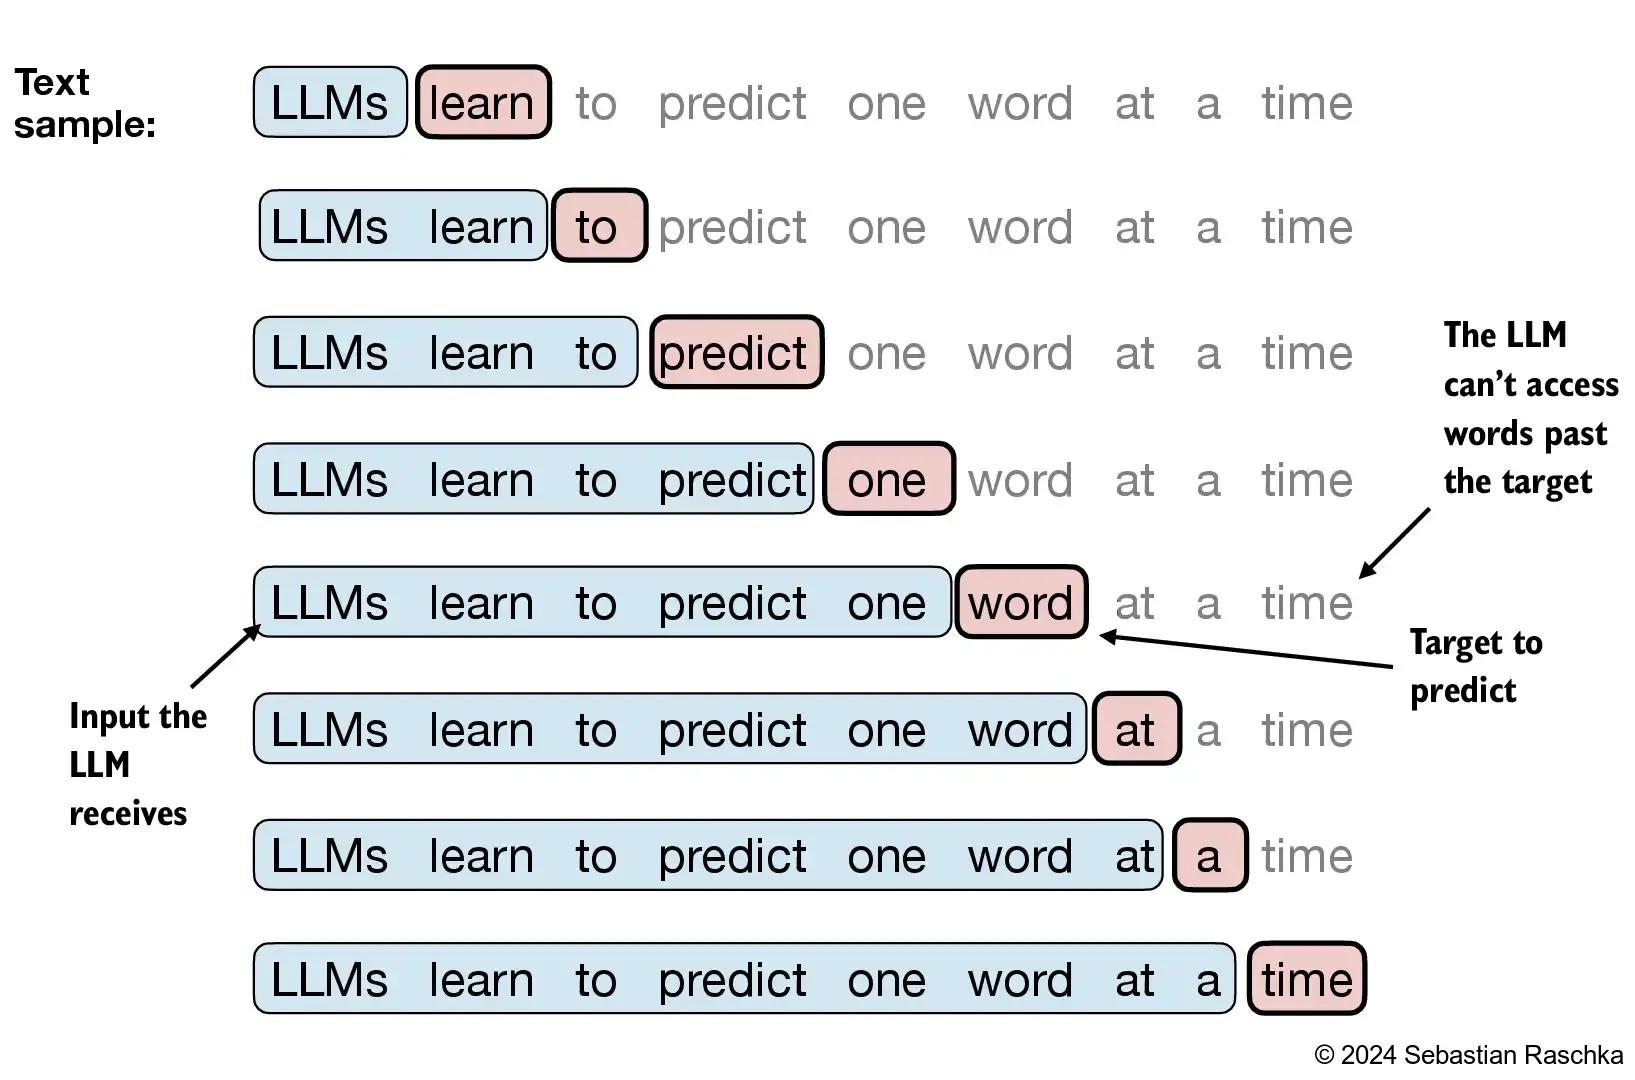 Text
sample:
LLMs learn to predict one word at a time
LLMs learn to predict one word at a time
LLMs learn to predict one word at a time
The LLM
can’t access
words past
the target
LLMs learn to predict one word at a time
LLMs learn to predict one word at a time
Target to
predict
Input the
LLM
receives
LLMs learn to predict one word at a time
LLMs learn to predict one word at a time
LLMs learn to predict one word at a time
© 2024 Sebastian Raschka